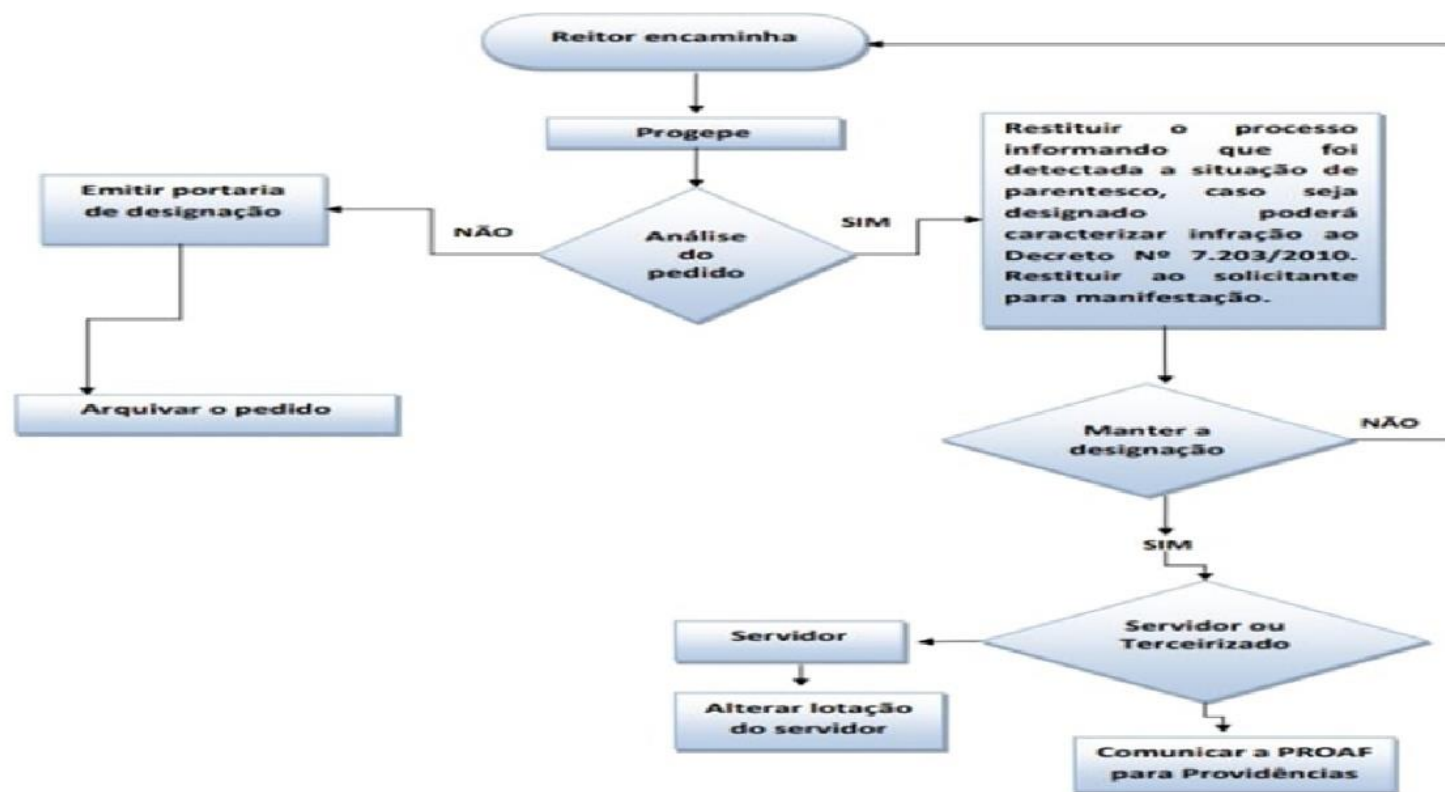 Reitor encaminha
Progepe
Análise
do
pedido
NÃO
Emitir portaria
de designação
Arquivar o pedido
SIM
Restituir o processo
informando que foi
detectada a situação de
parentesco, caso seja
designado poderá
caracterizar infração ao
Decreto Nº 7.203/2010.
Restituir ao solicitante
para manifestação.
Manter a
designação
NÃO
SIM
Servidor ou
Terceirizado
Servidor
Alterar lotação
do servidor
Comunicar a PROAF
para Providências